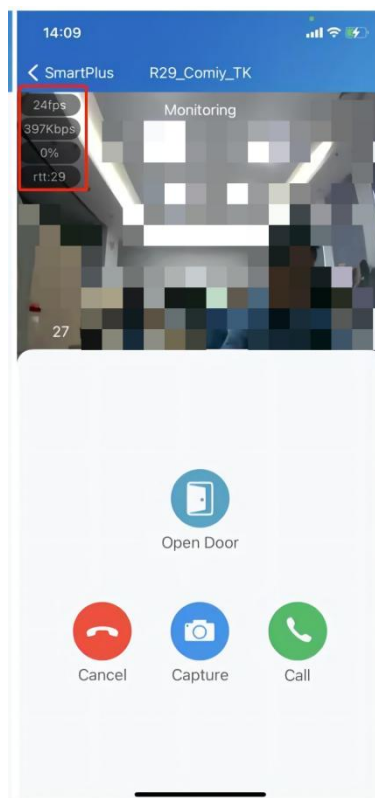 14:09
SmartPlus R29_Comiy_TK
24fps
Monitoring
397Kbps
0%
rtt:29
27
Open Door
Cancel Capture Call